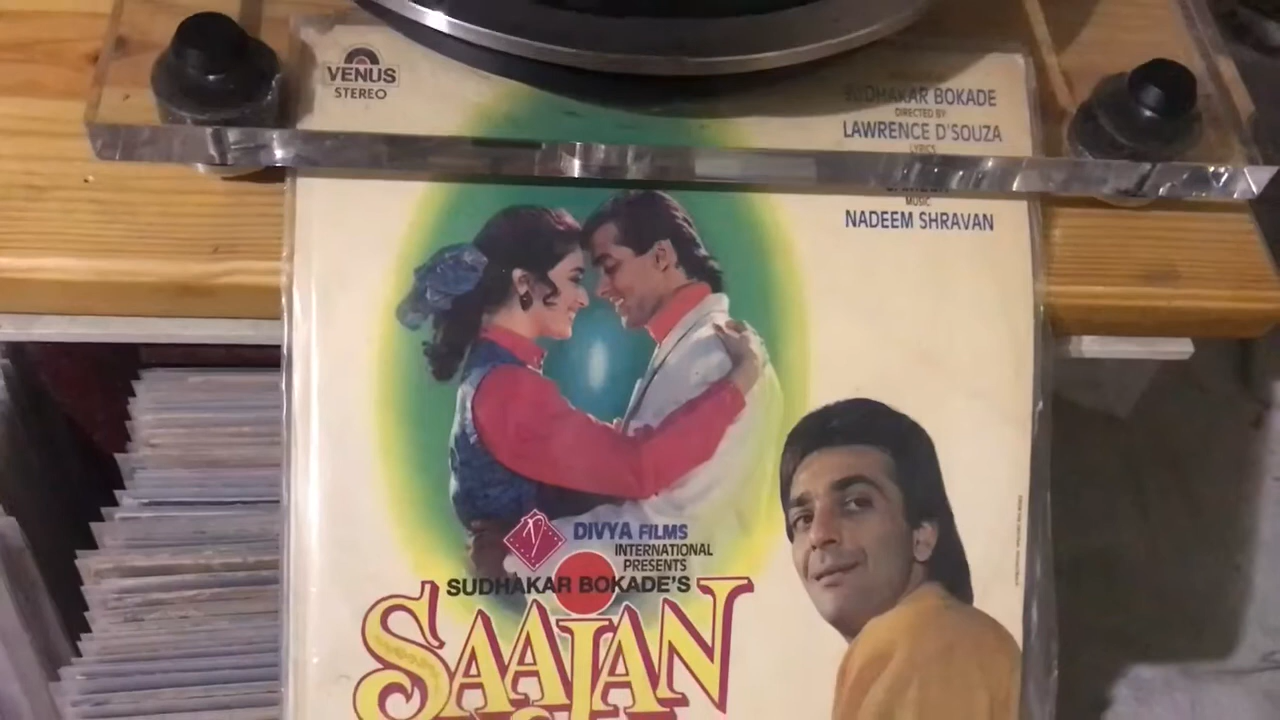 VENUS
STEREO
SUDHAKAR BOKADE
DIRECTED BY
LAWRENCE D'SOUZA
LYRICS
MUSIC
NADEEM SHRAVAN
DIVYA FILMS
INTERNATIONAL
PRESENTS
SUDHAKAR BOKADE'S
SAAJAN